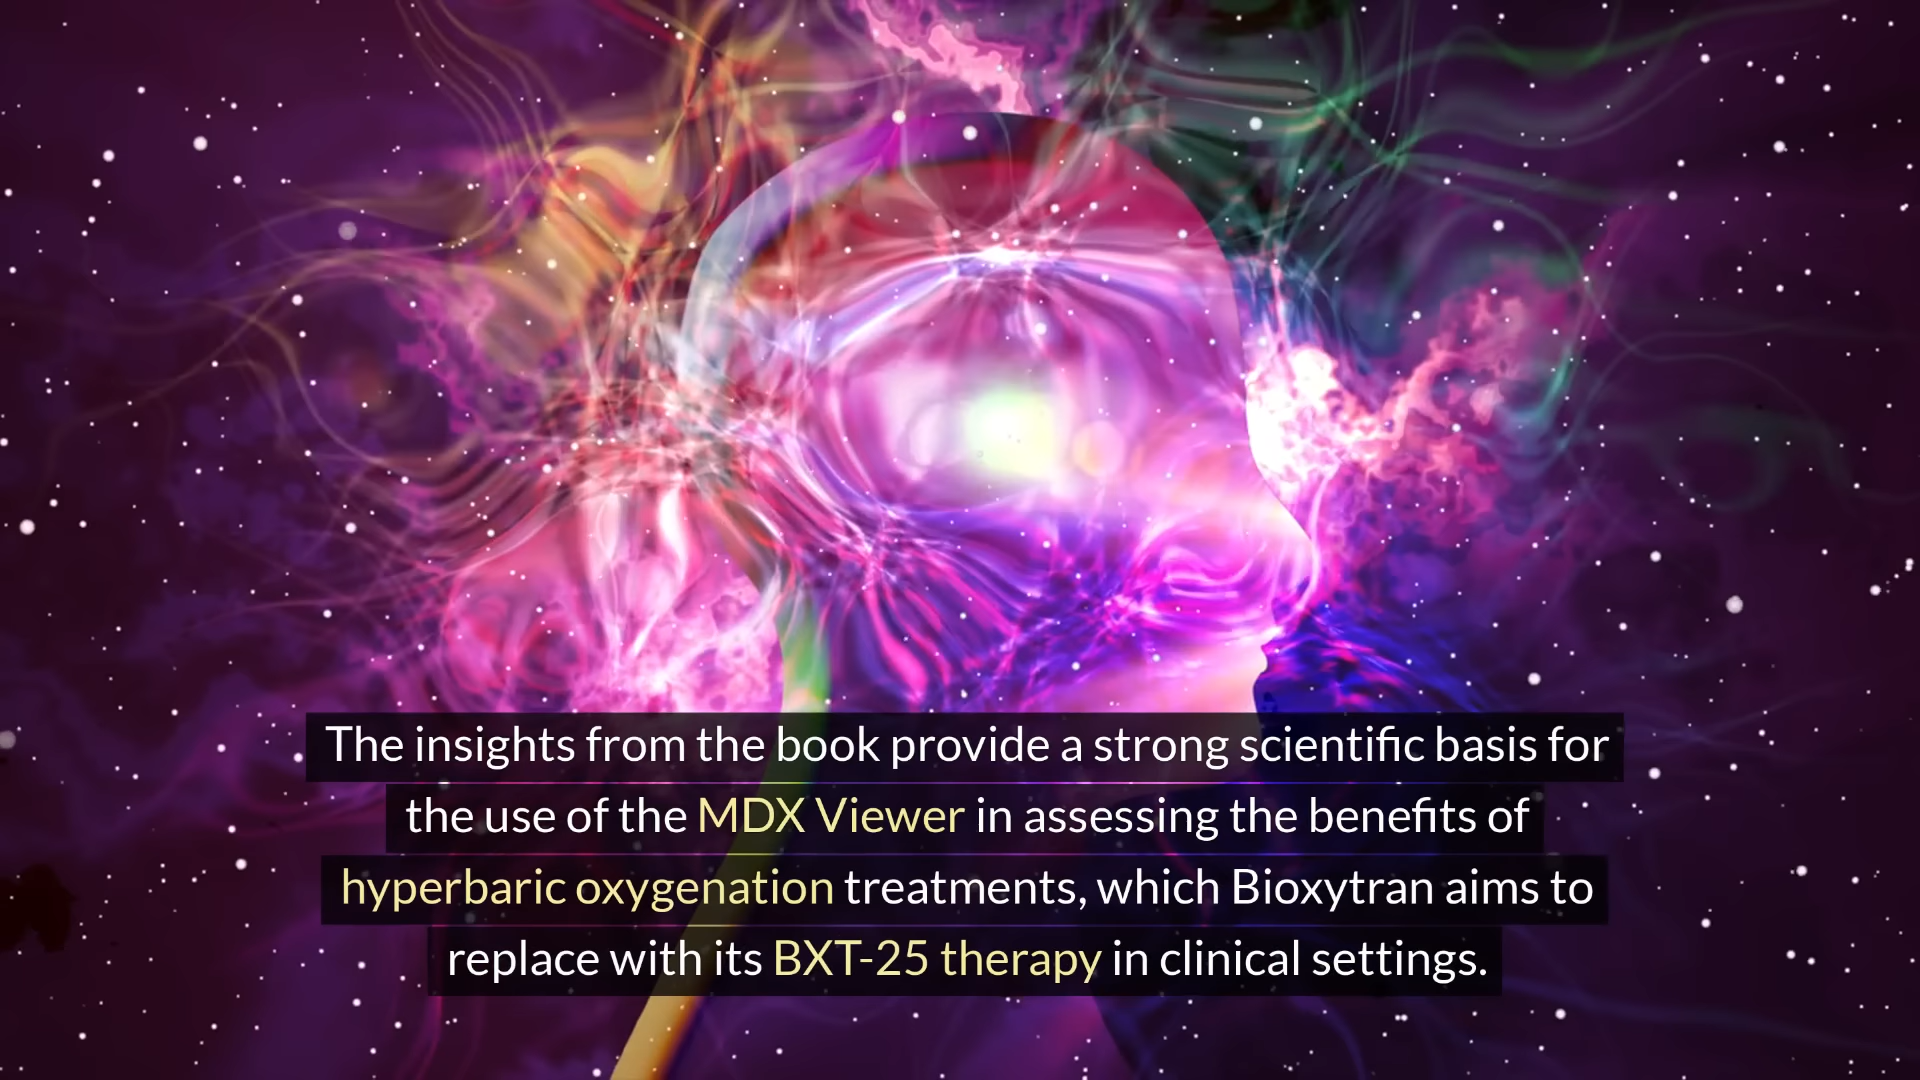 The insights from the book provide a strong scientific basis for
the use of the MDX Viewer in assessing the benefits of
hyperbaric oxygenation treatments, which Bioxytran aims to
replace with its BXT-25 therapy in clinical settings.